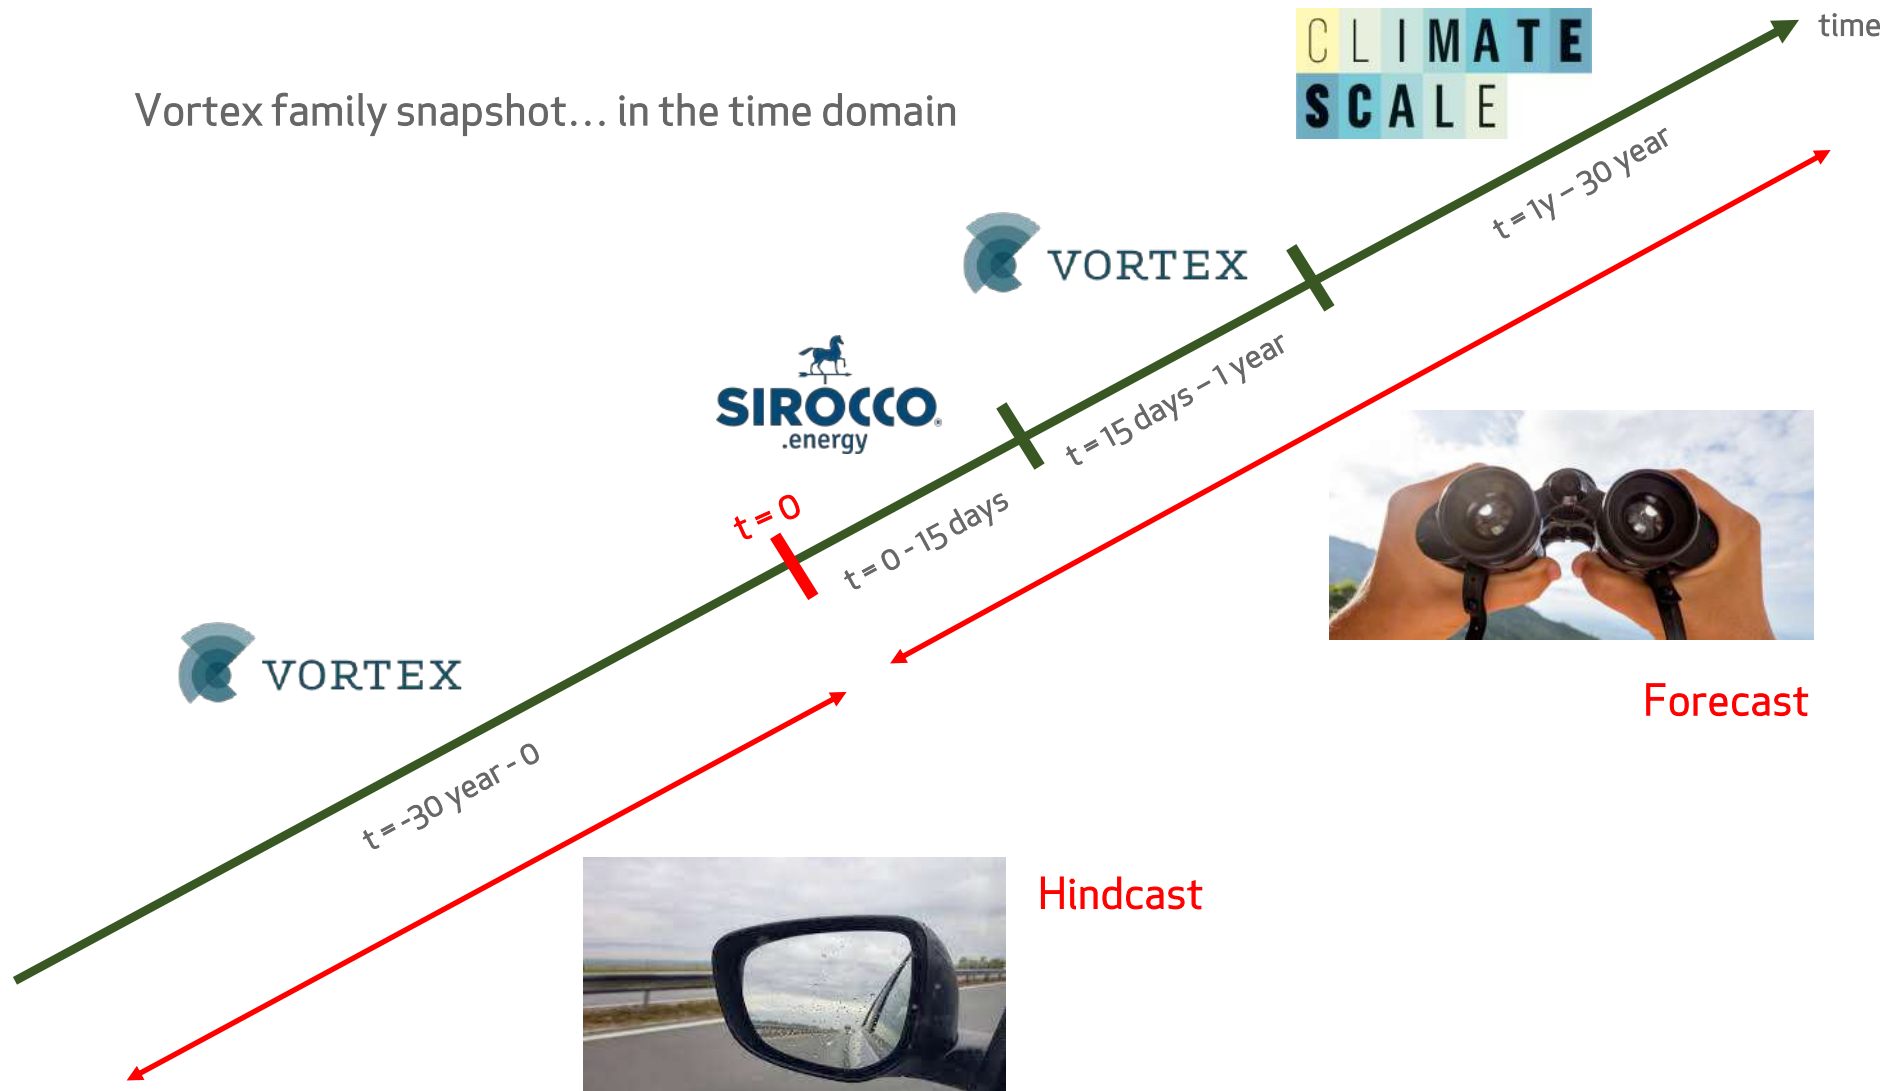 CLIMATE
SCALE
time
Vortex family snapshot... in the time domain
t = 1y – 30 year
VORTEX
SIROCCO
.energy
t = 15 days – 1 year
t = 0
t = 0 - 15 days
VORTEX
Forecast
t = -30 year - 0
Hindcast